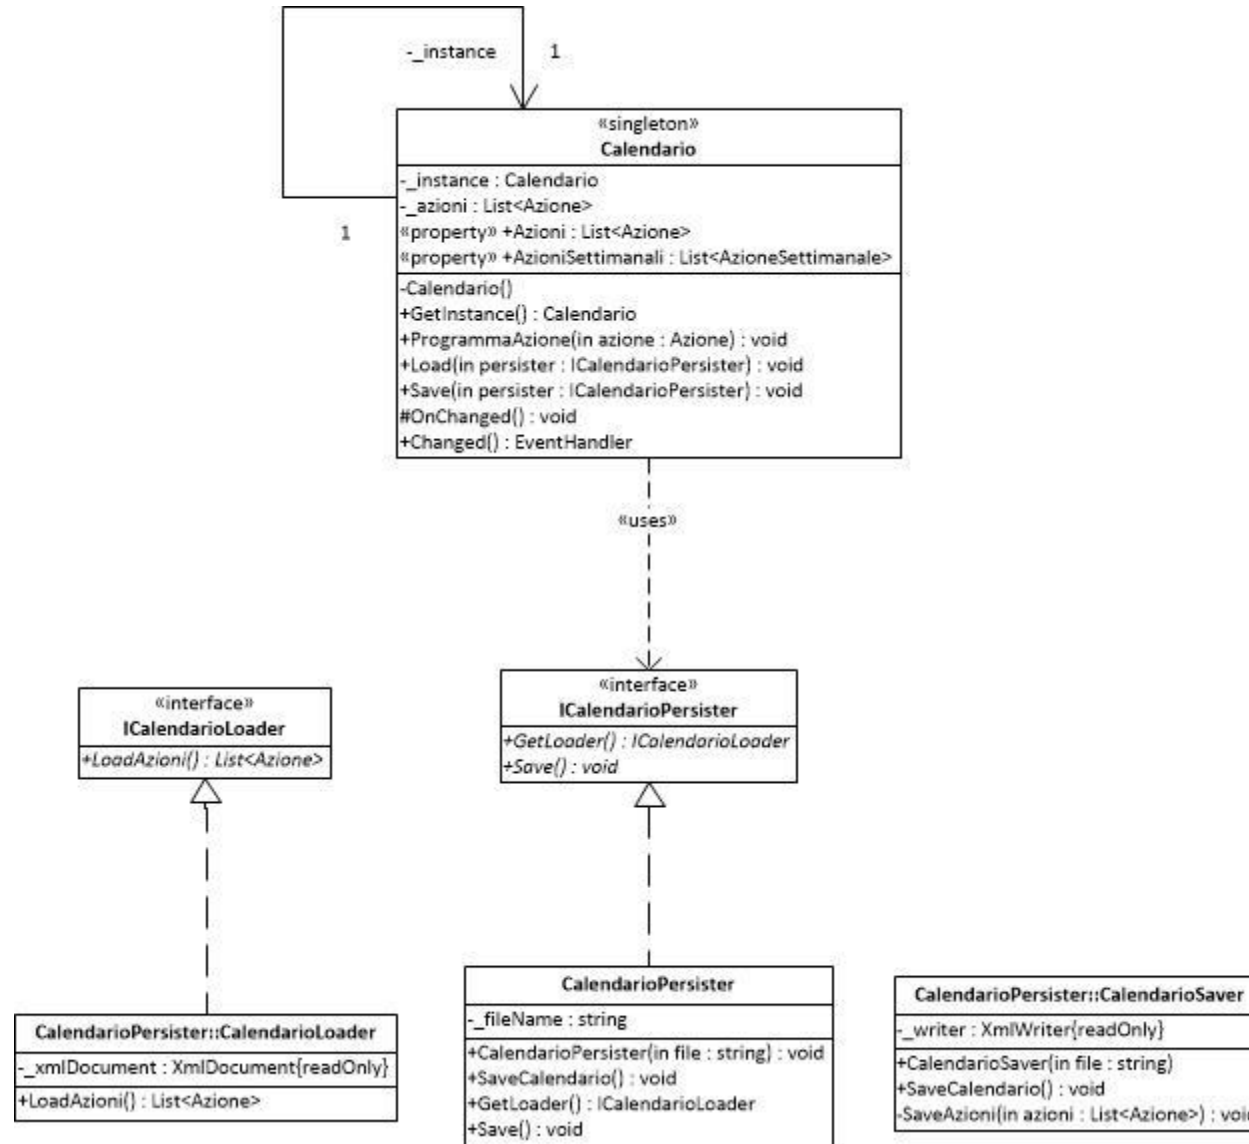 -_instance
1
«singleton»
Calendario
-_instance : Calendario
-_azioni : List<Azione>
«property» +Azioni : List<Azione>
«property» +AzioniSettimanali : List<AzioneSettimanale>
1
-Calendario()
+GetInstance() : Calendario
+ProgrammaAzione(in azione : Azione) : void
+Load(in persister : ICalendarioPersister) : void
+Save(in persister : ICalendarioPersister) : void
#OnChanged() : void
+Changed() : EventHandler
«uses»
«interface»
ICalendarioLoader
+LoadAzioni() : List<Azione>
«interface»
ICalendarioPersister
+GetLoader() : ICalendarioLoader
+Save() : void
CalendarioPersister::CalendarioLoader
-_xmlDocument : XmlDocument{readOnly}
+LoadAzioni() : List<Azione>
CalendarioPersister
-_fileName : string
+CalendarioPersister(in file : string) : void
+SaveCalendario() : void
+GetLoader() : ICalendarioLoader
+Save() : void
CalendarioPersister::CalendarioSaver
-_writer : XmlWriter{readOnly}
+CalendarioSaver(in file : string)
+SaveCalendario() : void
-SaveAzioni(in azioni : List<Azione>) : voi